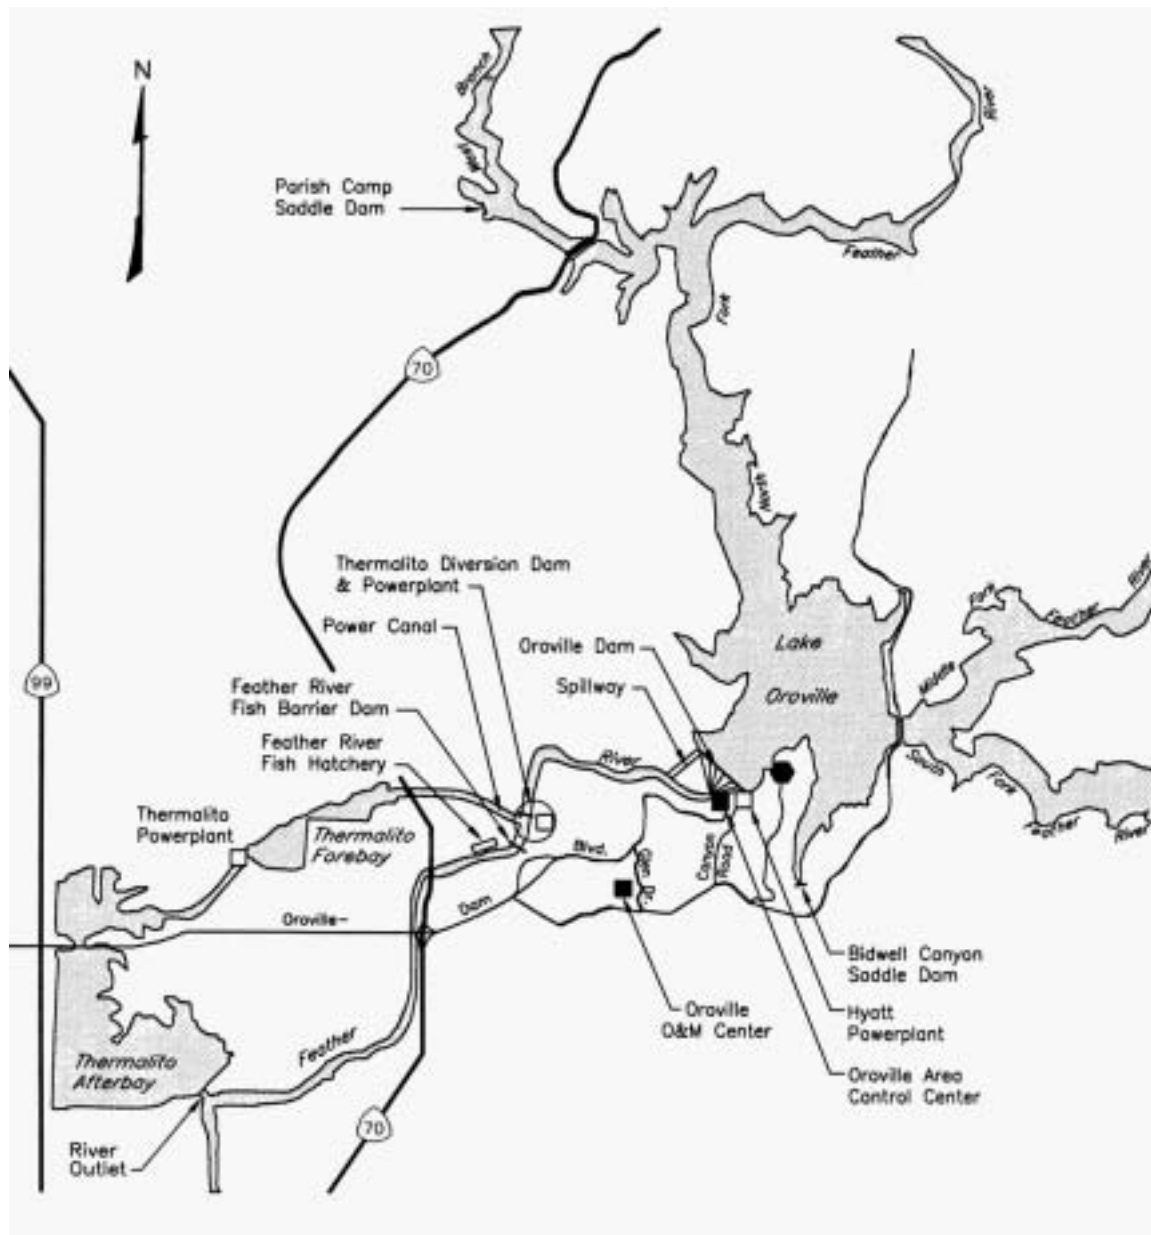 N
Branch
West
River
Parish Camp
Saddle Dam
Feather
Fork
70
North
Thermalito Diversion Dam
& Powerplant
Power Canal
Oroville Dam
Spillway
Lake
Oroville
Fork
Feather
River
Middle
99
Feather River
Fish Barrier Dam
Feather River
Fish Hatchery
River
South
Fork
Feather
River
Thermalito
Powerplant
Thermalito
Forebay
Blvd.
Glen Dr.
Canyon
Road
Oroville-
Dam
Bidwell Canyon
Saddle Dam
Oroville
O&M Center
Hyatt
Powerplant
Feather
Thermalito
Afterbay
Oroville Area
Control Center
70
River
Outlet